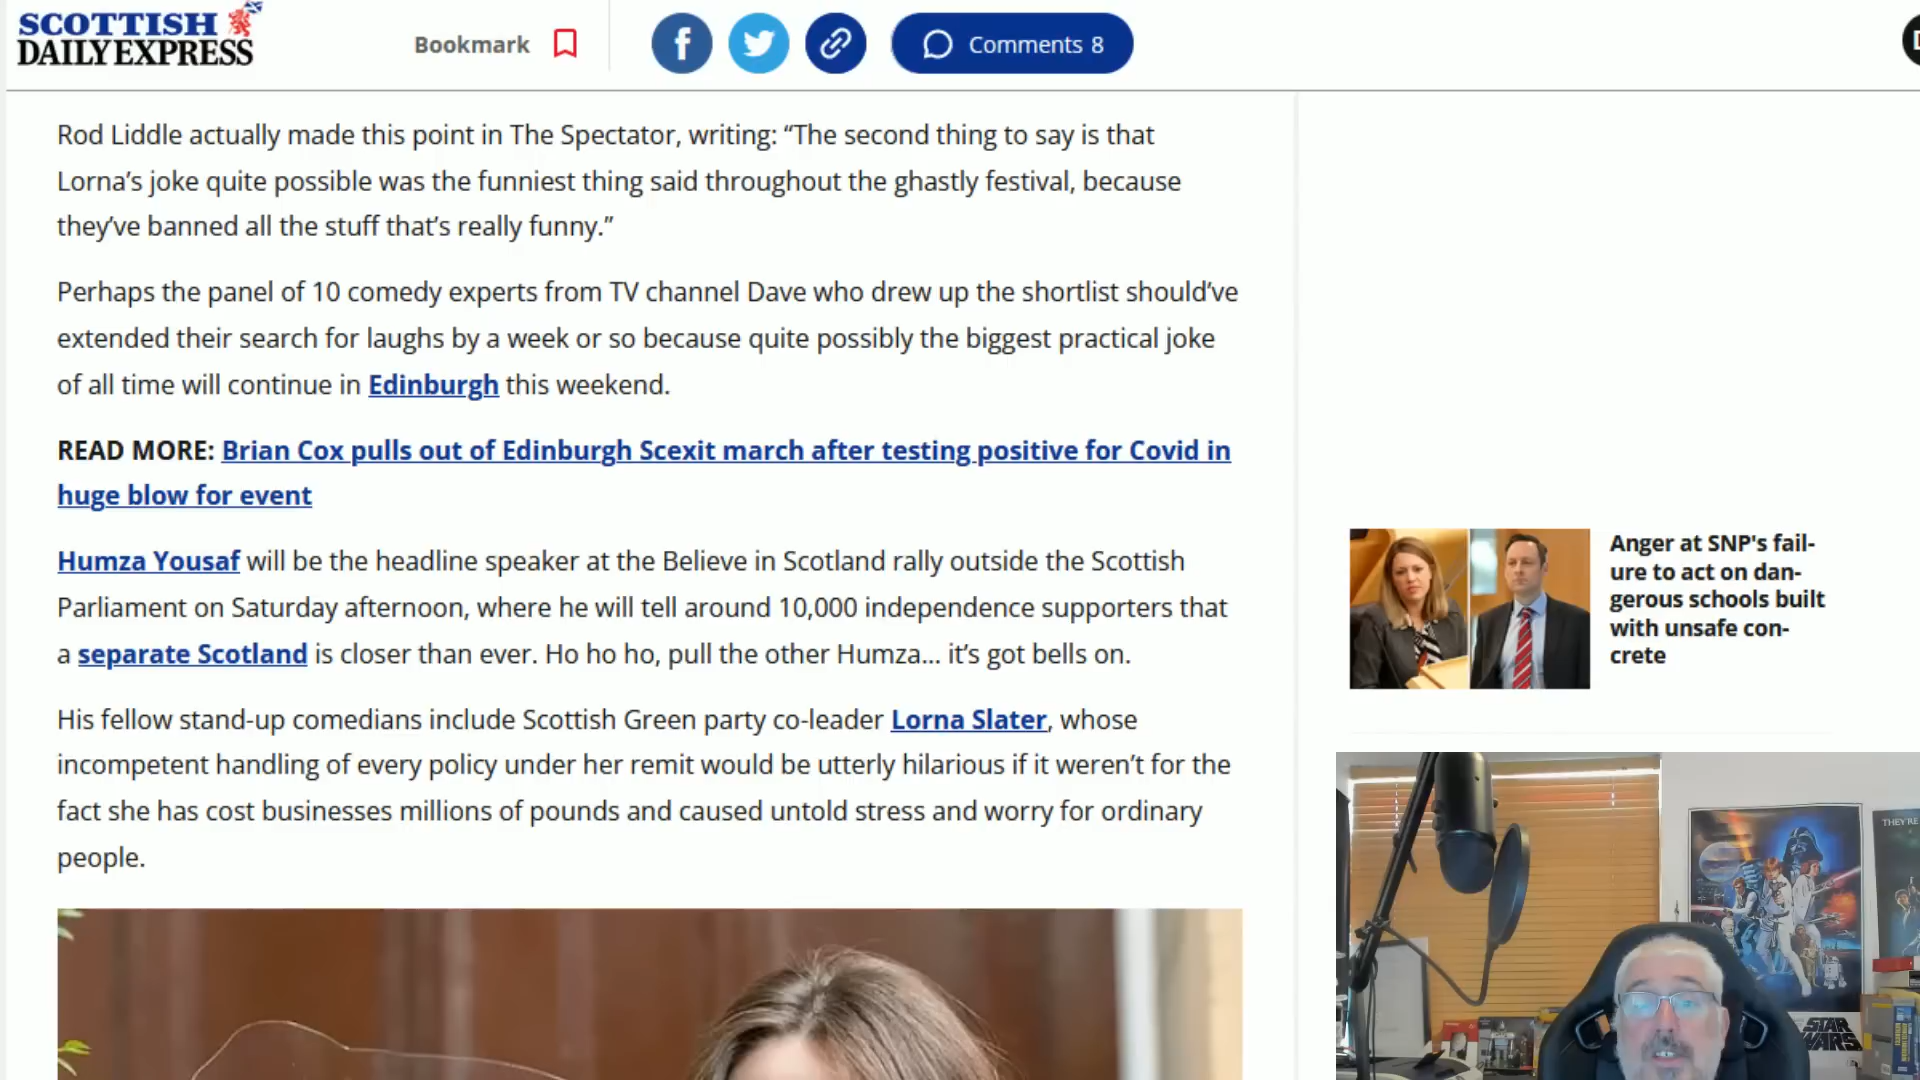 SCOTTISH
DAILY EXPRESS
Bookmark
Comments 8
Rod Liddle actually made this point in The Spectator, writing: “The second thing to say is that
Lorna’s joke quite possible was the funniest thing said throughout the ghastly festival, because
they’ve banned all the stuff that’s really funny.”
Perhaps the panel of 10 comedy experts from TV channel Dave who drew up the shortlist should’ve
extended their search for laughs by a week or so because quite possibly the biggest practical joke
of all time will continue in Edinburgh this weekend.
READ MORE: Brian Cox pulls out of Edinburgh Scexit march after testing positive for Covid in
huge blow for event
Humza Yousaf will be the headline speaker at the Believe in Scotland rally outside the Scottish
Parliament on Saturday afternoon, where he will tell around 10,000 independence supporters that
a separate Scotland is closer than ever. Ho ho ho, pull the other Humza... it’s got bells on.
His fellow stand-up comedians include Scottish Green party co-leader Lorna Slater, whose
incompetent handling of every policy under her remit would be utterly hilarious if it weren’t for the
fact she has cost businesses millions of pounds and caused untold stress and worry for ordinary
people.
Anger at SNP's fail-
ure to act on dan-
gerous schools built
with unsafe con-
crete
THEY'RE
STAR
WARS